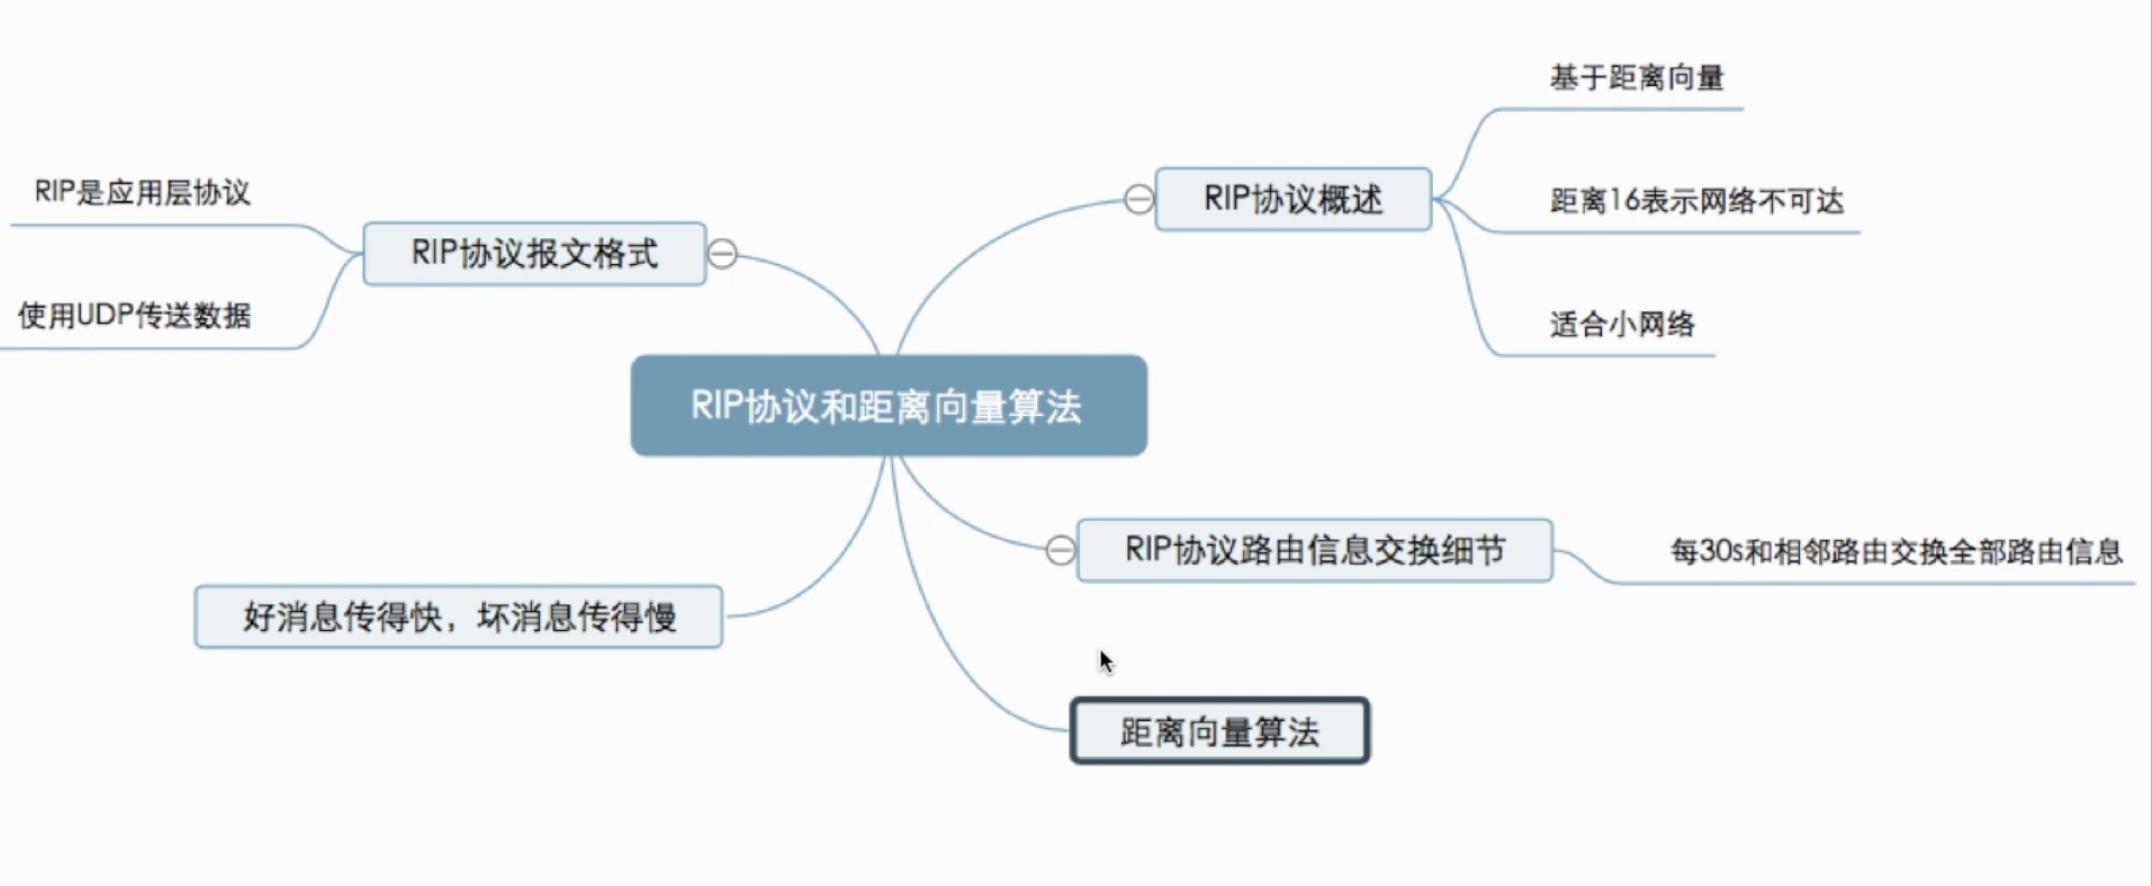 RIP协议和距离向量算法
RIP协议概述
基于距离向量
距离16表示网络不可达
适合小网络
RIP协议路由信息交换细节
每30s和相邻路由交换全部路由信息
距离向量算法
RIP协议报文格式
RIP是应用层协议
使用UDP传送数据
好消息传得快，坏消息传得慢